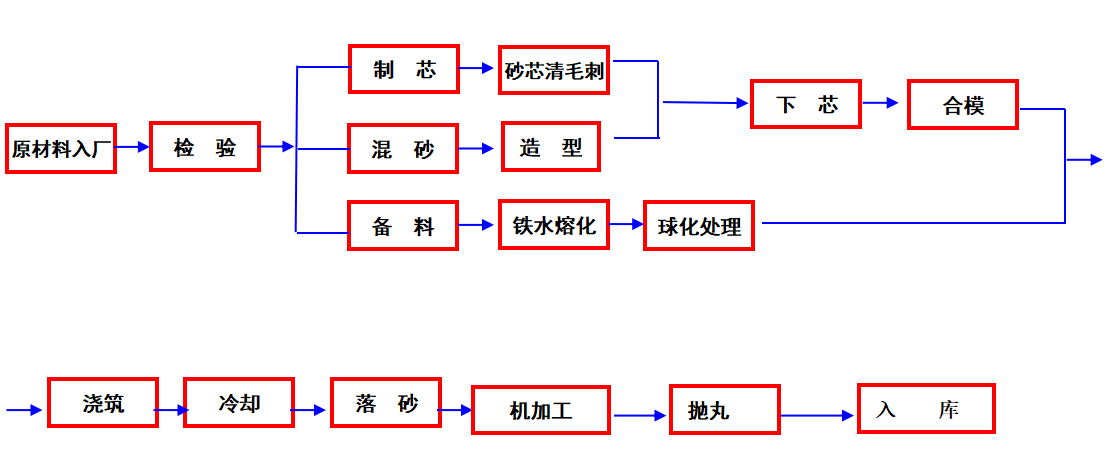 制 芯
砂芯清毛刺
下 芯
合模
原材料入厂
检 验
混 砂
造 型
备 料
铁水熔化
球化处理
浇筑
冷却
落 砂
机加工
抛丸
入 库